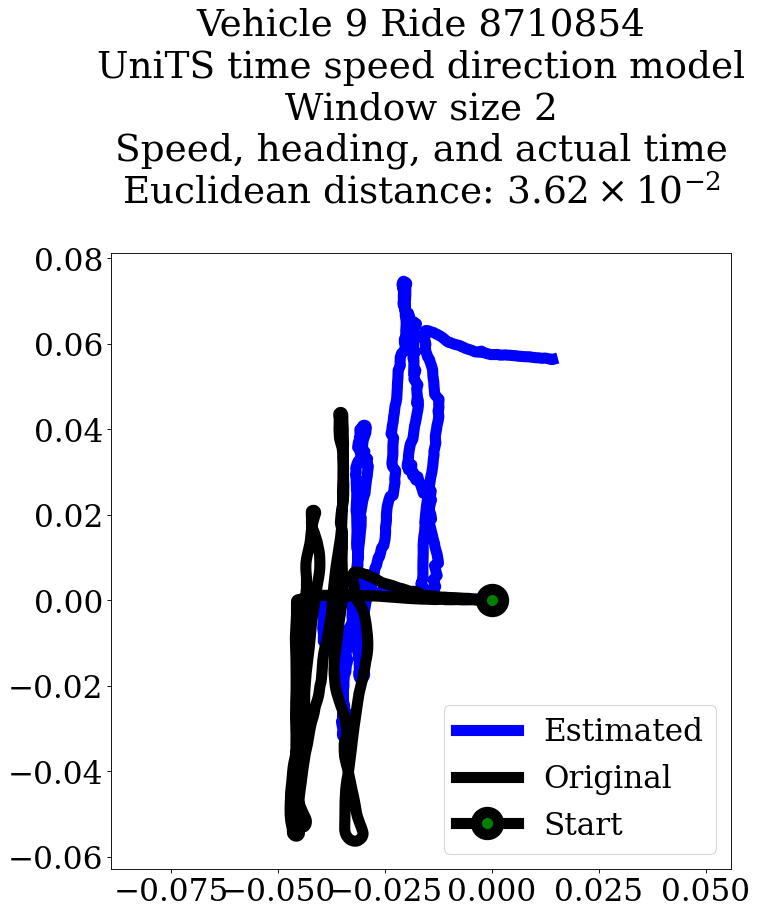 Vehicle 9 Ride 8710854
UniTS time speed direction model
Window size 2
Speed, heading, and actual time
Euclidean distance: 3.62 × 10⁻²
0.08
0.06
0.04
0.02
0.00
−0.02
−0.04
−0.06
Estimated
Original
Start
−0.075 −0.050 −0.025 0.000 0.025 0.050